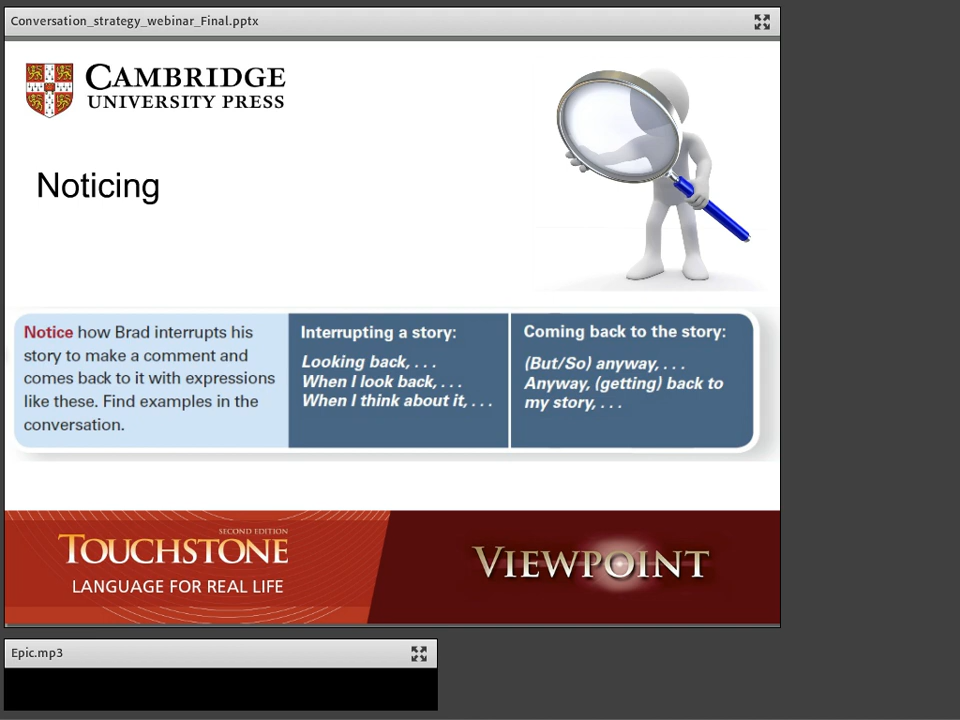 Conversation_strategy_webinar_Final.pptx
CAMBRIDGE
UNIVERSITY PRESS
Noticing
Notice how Brad interrupts his
story to make a comment and
comes back to it with expressions
like these. Find examples in the
conversation.
Interrupting a story:
Looking back, . . .
When I look back, . . .
When I think about it, . . .
Coming back to the story:
(But/So) anyway, . . .
Anyway, (getting) back to
my story, . . .
SECOND EDITION
TOUCHSTONE
LANGUAGE FOR REAL LIFE
VIEWPOINT
Epic.mp3